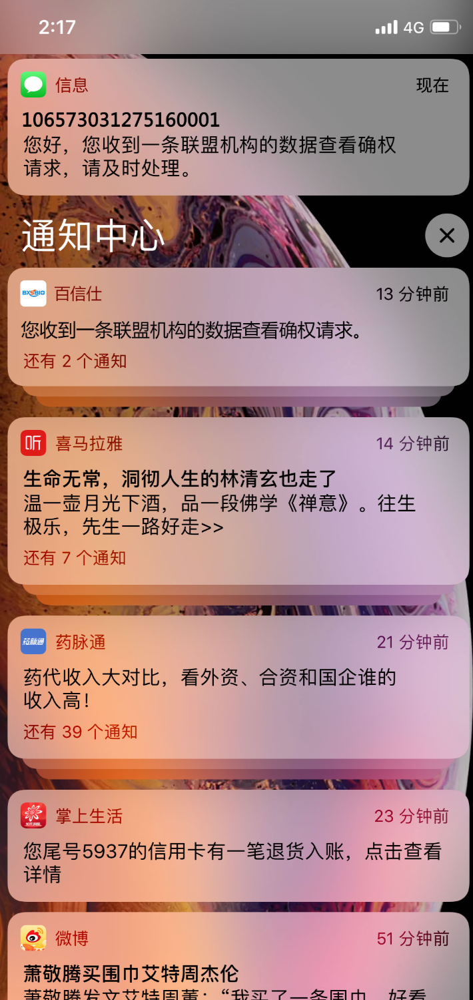 2:17
4G
信息
现在
106573031275160001
您好，您收到一条联盟机构的数据查看确权
请求，请及时处理。
通知中心
BXSBIO
百信仕
13 分钟前
您收到一条联盟机构的数据查看确权请求。
还有 2 个通知
听
喜马拉雅
14 分钟前
生命无常，洞彻人生的林清玄也走了
温一壶月光下酒，品一段佛学《禅意》。往生
极乐，先生一路好走>>
还有 7 个通知
药脉通
药脉通
21 分钟前
药代收入大对比，看外资、合资和国企谁的
收入高！
还有 39 个通知
掌上生活
23 分钟前
您尾号5937的信用卡有一笔退货入账，点击查看
详情
微博
51 分钟前
萧敬腾买围巾艾特周杰伦
萧敬腾发文艾特周董：“我买了一条围巾，好看